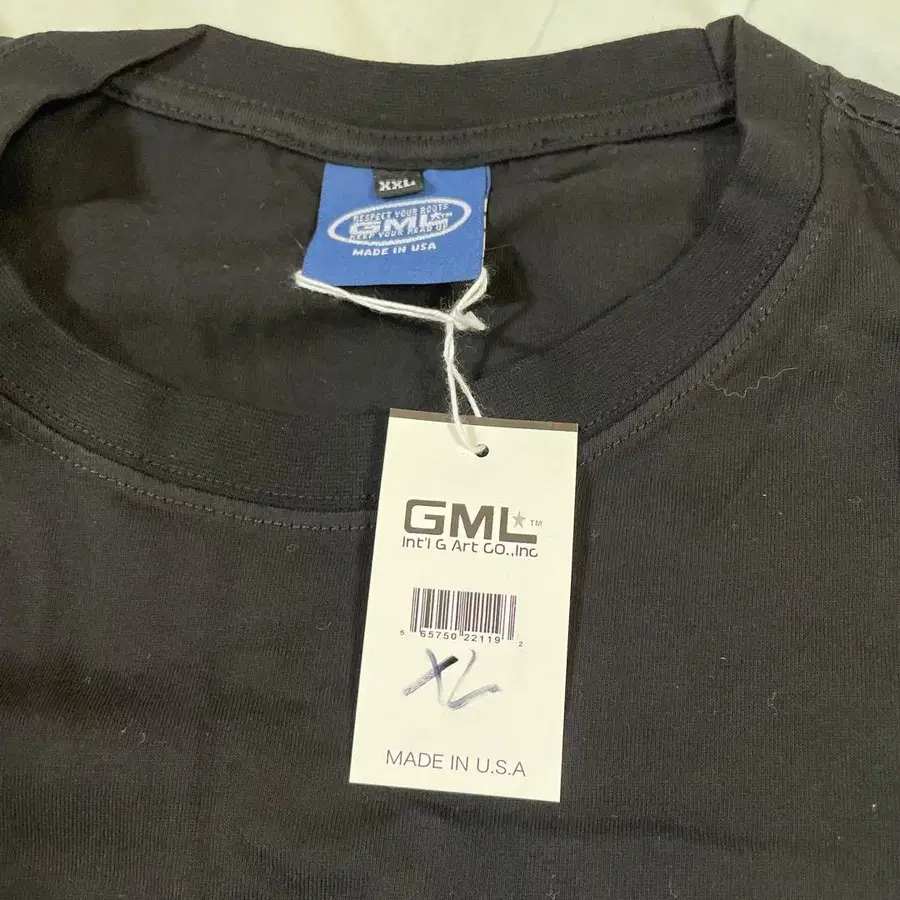 XXL
RESPECT YOUR ROOTS
GML
KEEP YOUR HEAD UP
MADE IN USA
GML™
Int'l G Art CO.,Inc
5 65750 22119 2
XL
MADE IN U.S.A